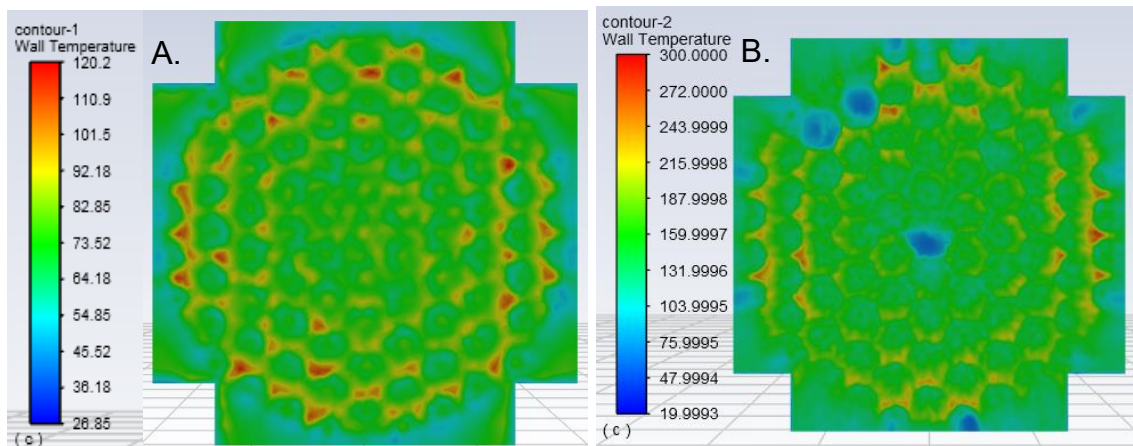 contour-1
Wall Temperature
120.2
110.9
101.5
92.18
82.85
73.52
64.18
54.85
45.52
36.18
26.85
( c )
A.
contour-2
Wall Temperature
300.0000
272.0000
243.9999
215.9998
187.9998
159.9997
131.9996
103.9995
75.9995
47.9994
19.9993
( c )
B.